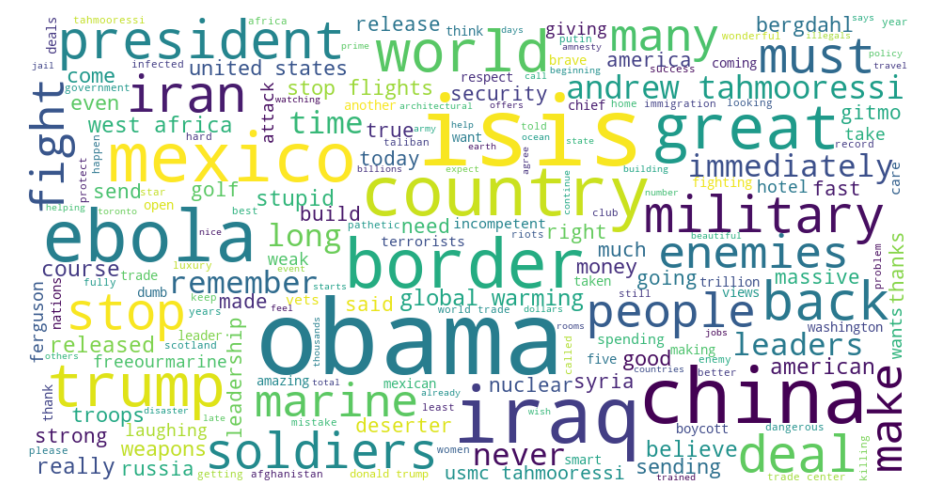 tahmooressi
africa
release
think
days
giving
many
bergdahl
says
year
deals
president
prime
putin
world
america
wonderful
illegals
must
jail
infected
amnesty
success
coming
policy
come
united states
stop flights
respect
call
security
brave
chief
andrew tahmooressi
travel
government
iran
attack
watching
beginning
another
architectural
offers
home
immigration
looking
even
fight
west africa
time
true
army
help
told
isis
great
gitmo
hard
taliban
want
ocean
state
take
record
happen
protect
mexico
today
billions
earth
agree
building
immediately
care
send
star
golf
stupid
expect
country
continue
number
fighting
hotel
fast
helping
open
toronto
best
build
club
military
nice
ebola
long
pathetic
need
incompetent
riots
right
beautiful
weak
terrorists
border
much
enemies
course
trade
remember
money
going
trillion
massive
problem
thanks
wants
nations
fully
luxury
event
starts
taken
dumb
keep
made
vets
said
global warming
still
views
back
ferguson
stop
years
feel
obama
thousands
world trade
dollars
people
washington
released
leader
scotland
called
rooms
spending
making
jobs
leaders
others
freeourmarine
leadership
five
good
enemy
american
trump
amazing
total
mexican
already
nuclear
syria
countries
better
china
make
thank
troops
disaster
marine
least
iraq
wish
boycott
dangerous
late
mistake
deserter
strong
laughing
please
weapons
soldiers
women
never
smart
believe
deal
killing
really
russia
getting
afghanistan
donald trump
usmc tahmooressi
sending
trained
trade center